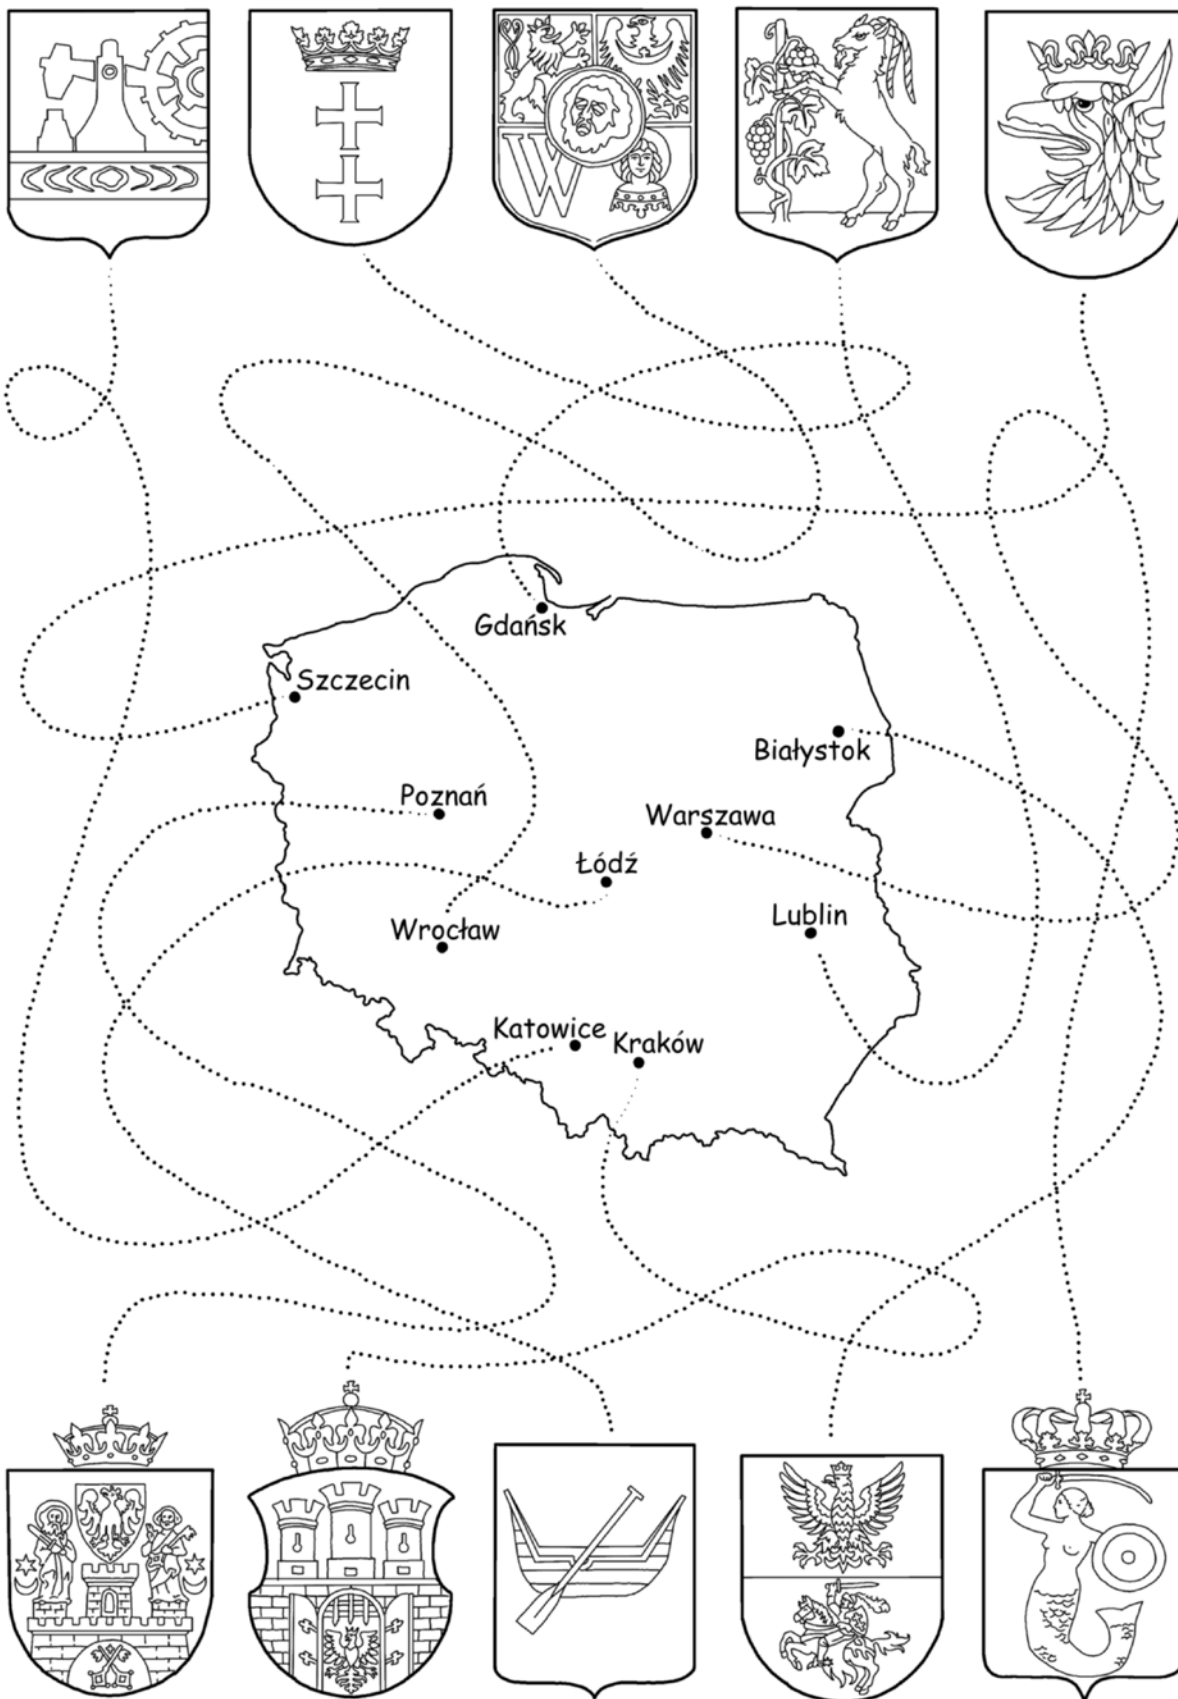 W
Gdańsk
Szczecin
Białystok
Poznań
Warszawa
Łódź
Lublin
Wrocław
Katowice
Kraków